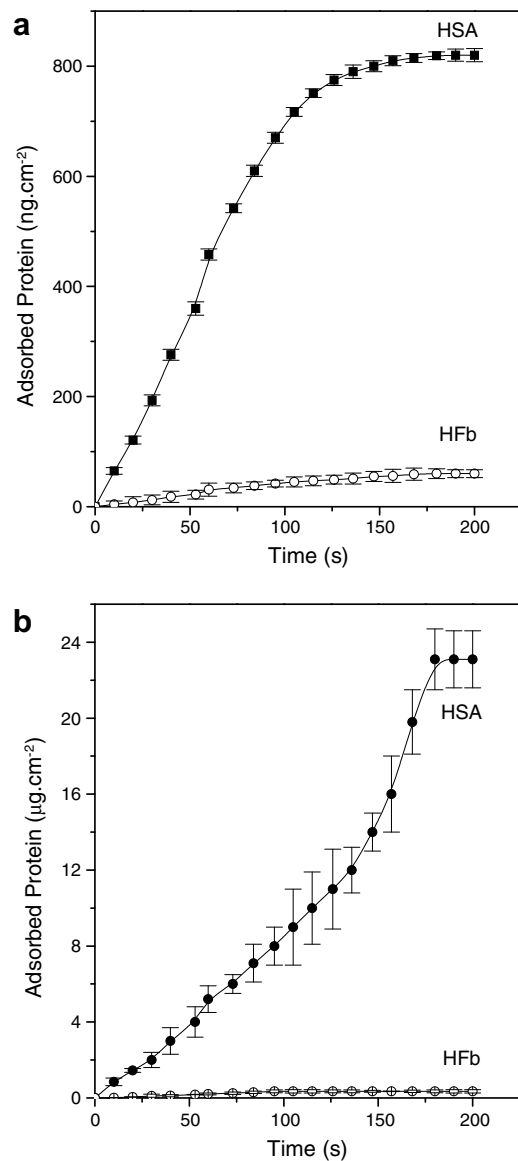 a
HSA
800
600
400
200
0
HFb
Adsorbed Protein (ng.cm⁻²)
0 50 100 150 200
Time (s)
b
24
20
16
12
8
4
0
HSA
HFb
Adsorbed Protein (μg.cm⁻²)
0 50 100 150 200
Time (s)